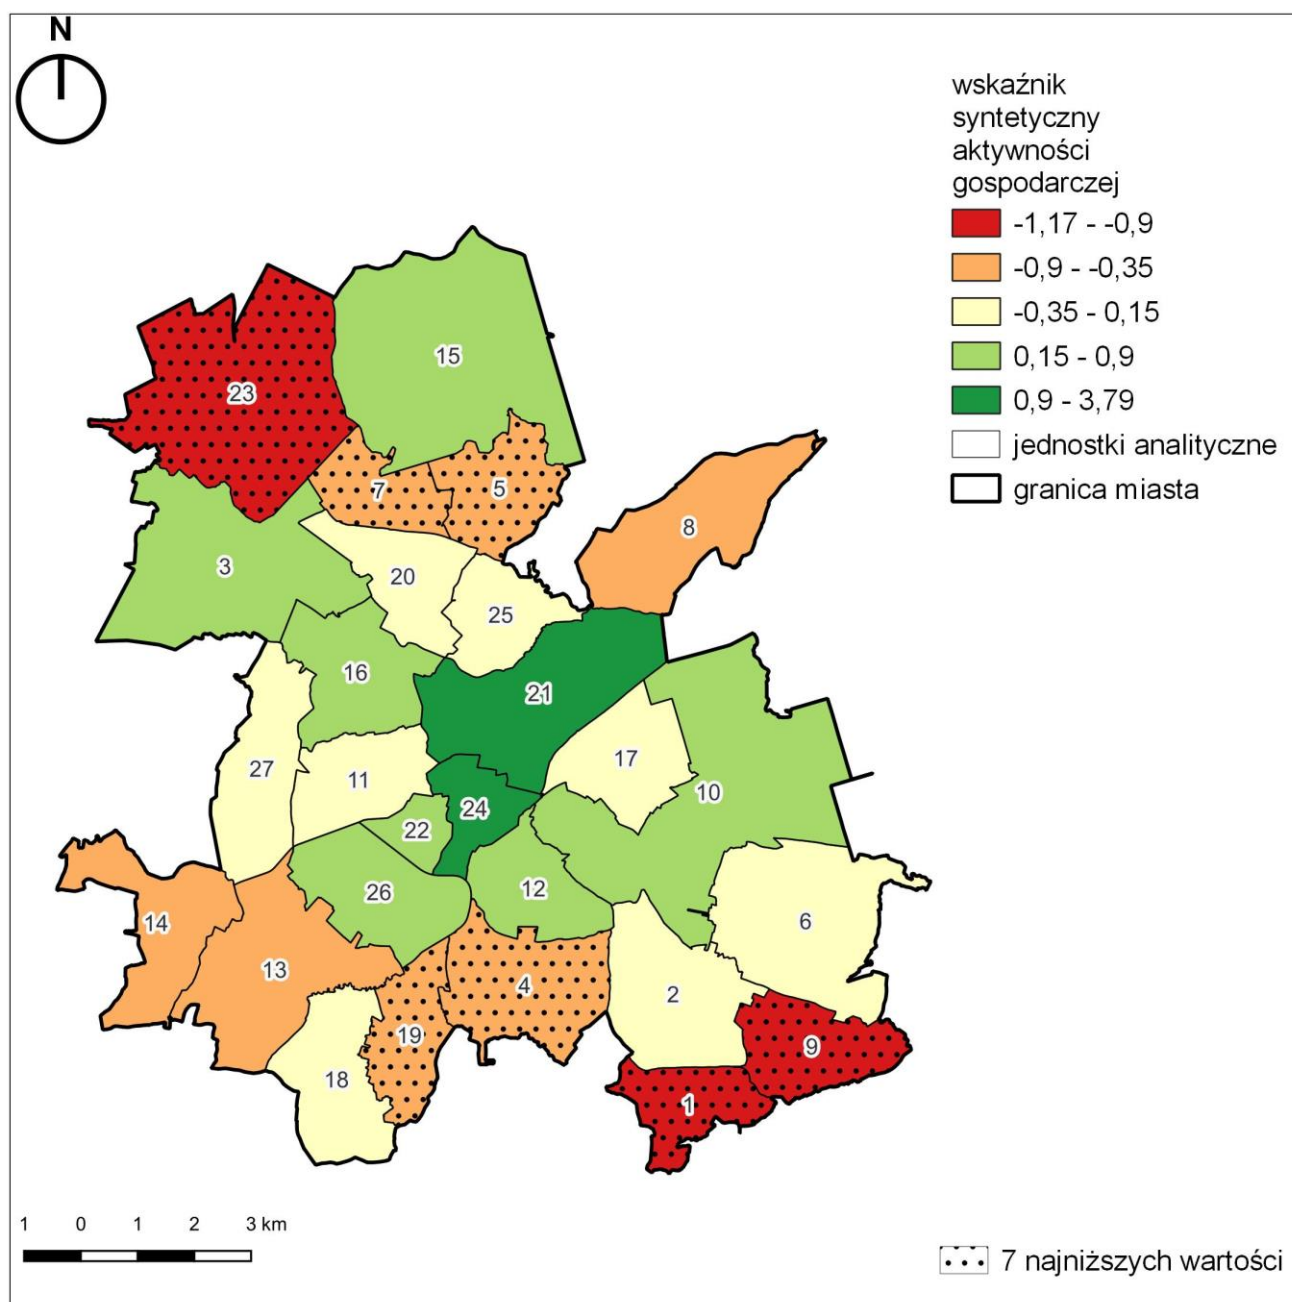 N
wskaźnik
syntetyczny
aktywności
gospodarczej
-1,17 - -0,9
-0,9 - -0,35
-0,35 - 0,15
0,15 - 0,9
0,9 - 3,79
jednostki analityczne
granica miasta
15
23
7
5
8
3
20
25
16
21
27
11
17
10
24
22
26
12
14
6
13
4
2
19
9
18
1
1 0 1 2 3 km
7 najniższych wartości